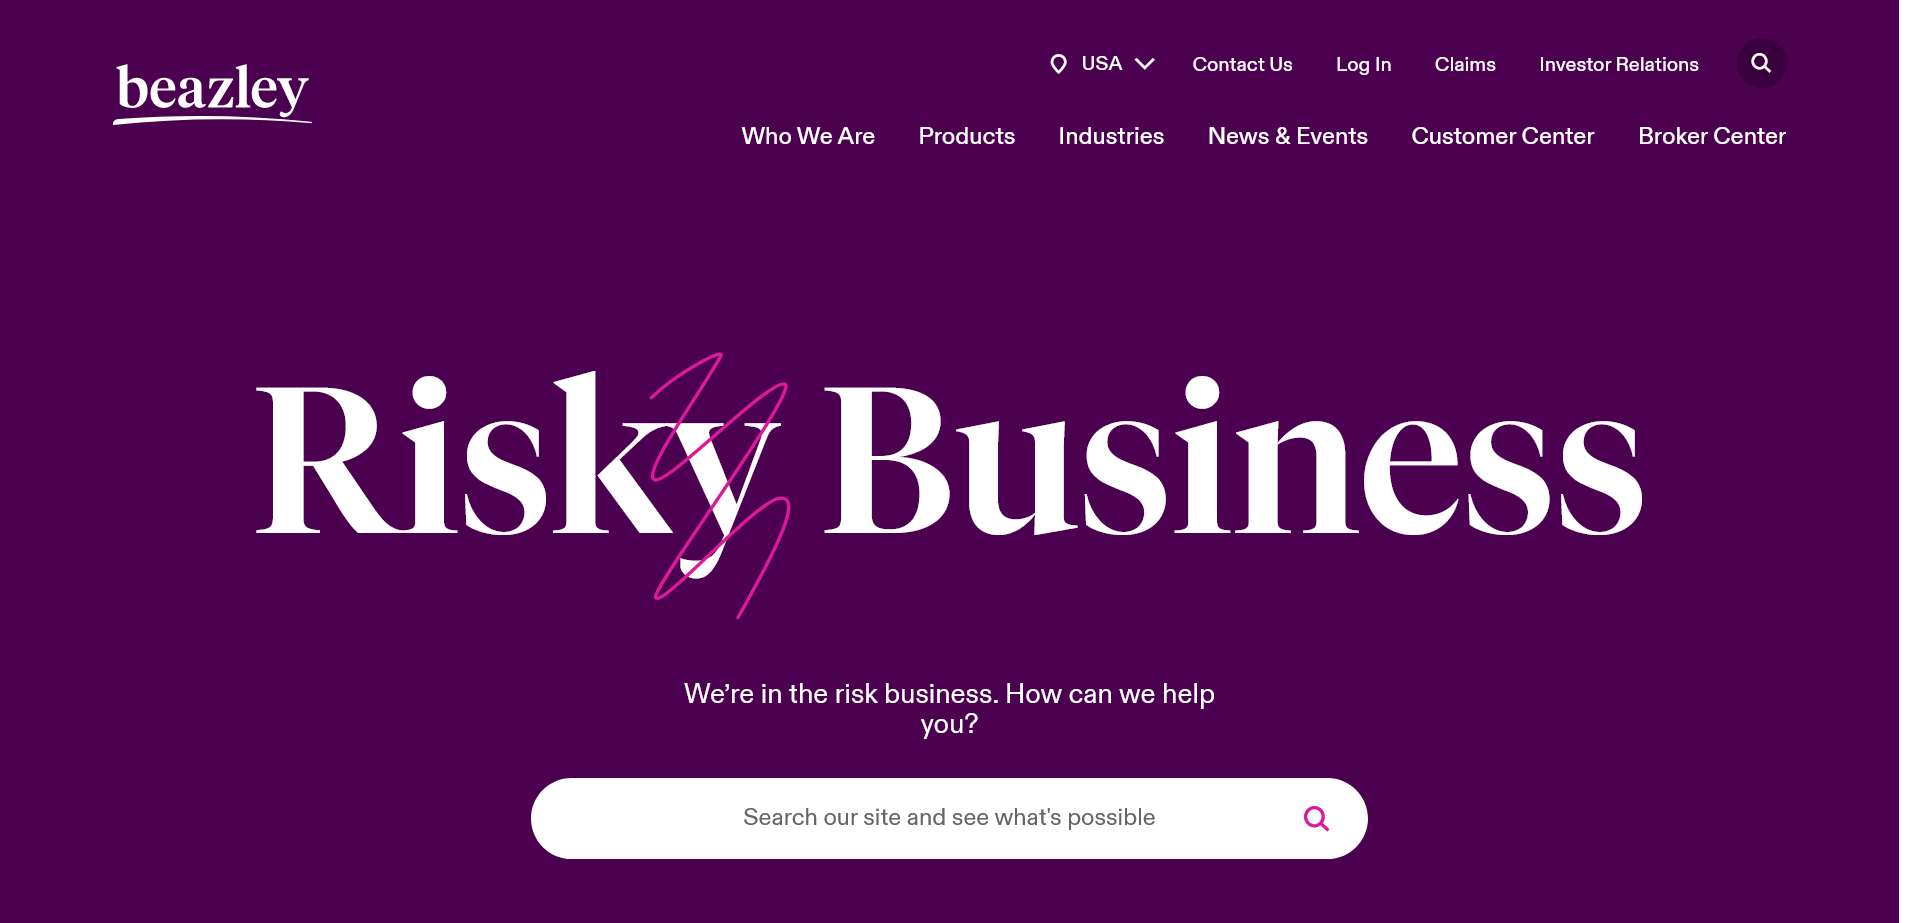 beazley
USA
Contact Us
Log In
Claims
Investor Relations
Who We Are
Products
Industries
News & Events
Customer Center
Broker Center
Risky Business
We’re in the risk business. How can we help
you?
Search our site and see what's possible